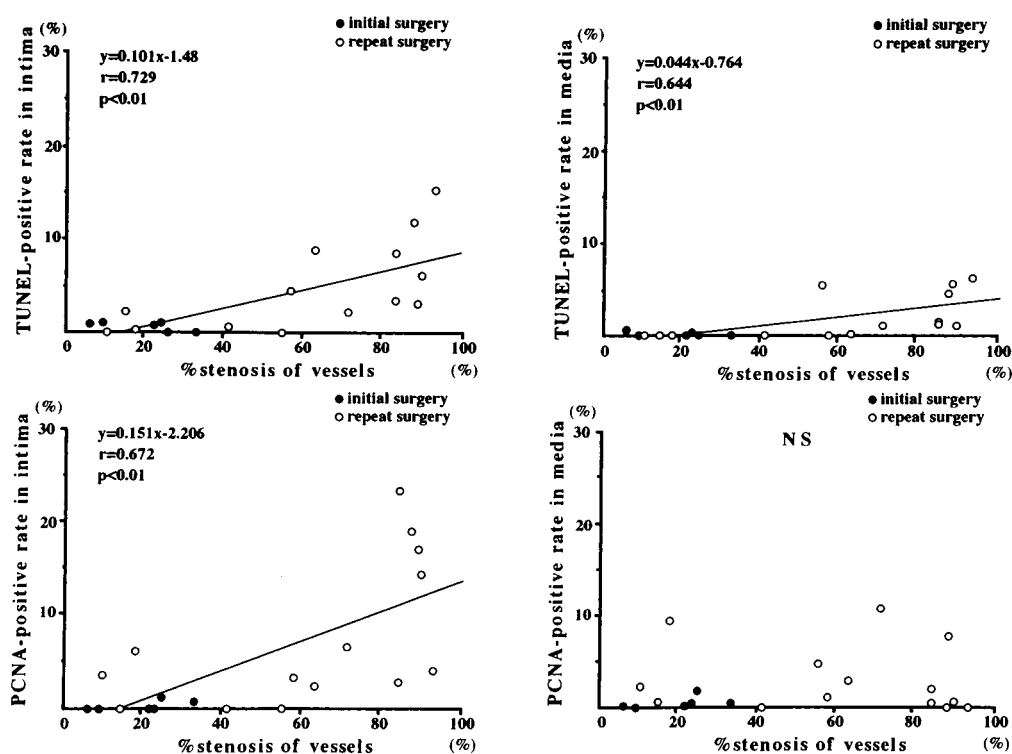 (%)
● initial surgery
○ repeat surgery
30
20
10
0
y=0.101x-1.48
r=0.729
p<0.01
TUNEL-positive rate in intima
0 20 40 60 80 100
%stenosis of vessels (%)
(%)
● initial surgery
○ repeat surgery
30
20
10
0
y=0.044x-0.764
r=0.644
p<0.01
TUNEL-positive rate in media
0 20 40 60 80 100
%stenosis of vessels (%)
(%)
● initial surgery
○ repeat surgery
30
20
10
0
y=0.151x-2.206
r=0.672
p<0.01
PCNA-positive rate in intima
0 20 40 60 80 100
%stenosis of vessels (%)
(%)
● initial surgery
○ repeat surgery
30
20
10
0
NS
PCNA-positive rate in media
0 20 40 60 80 100
%stenosis of vessels (%)